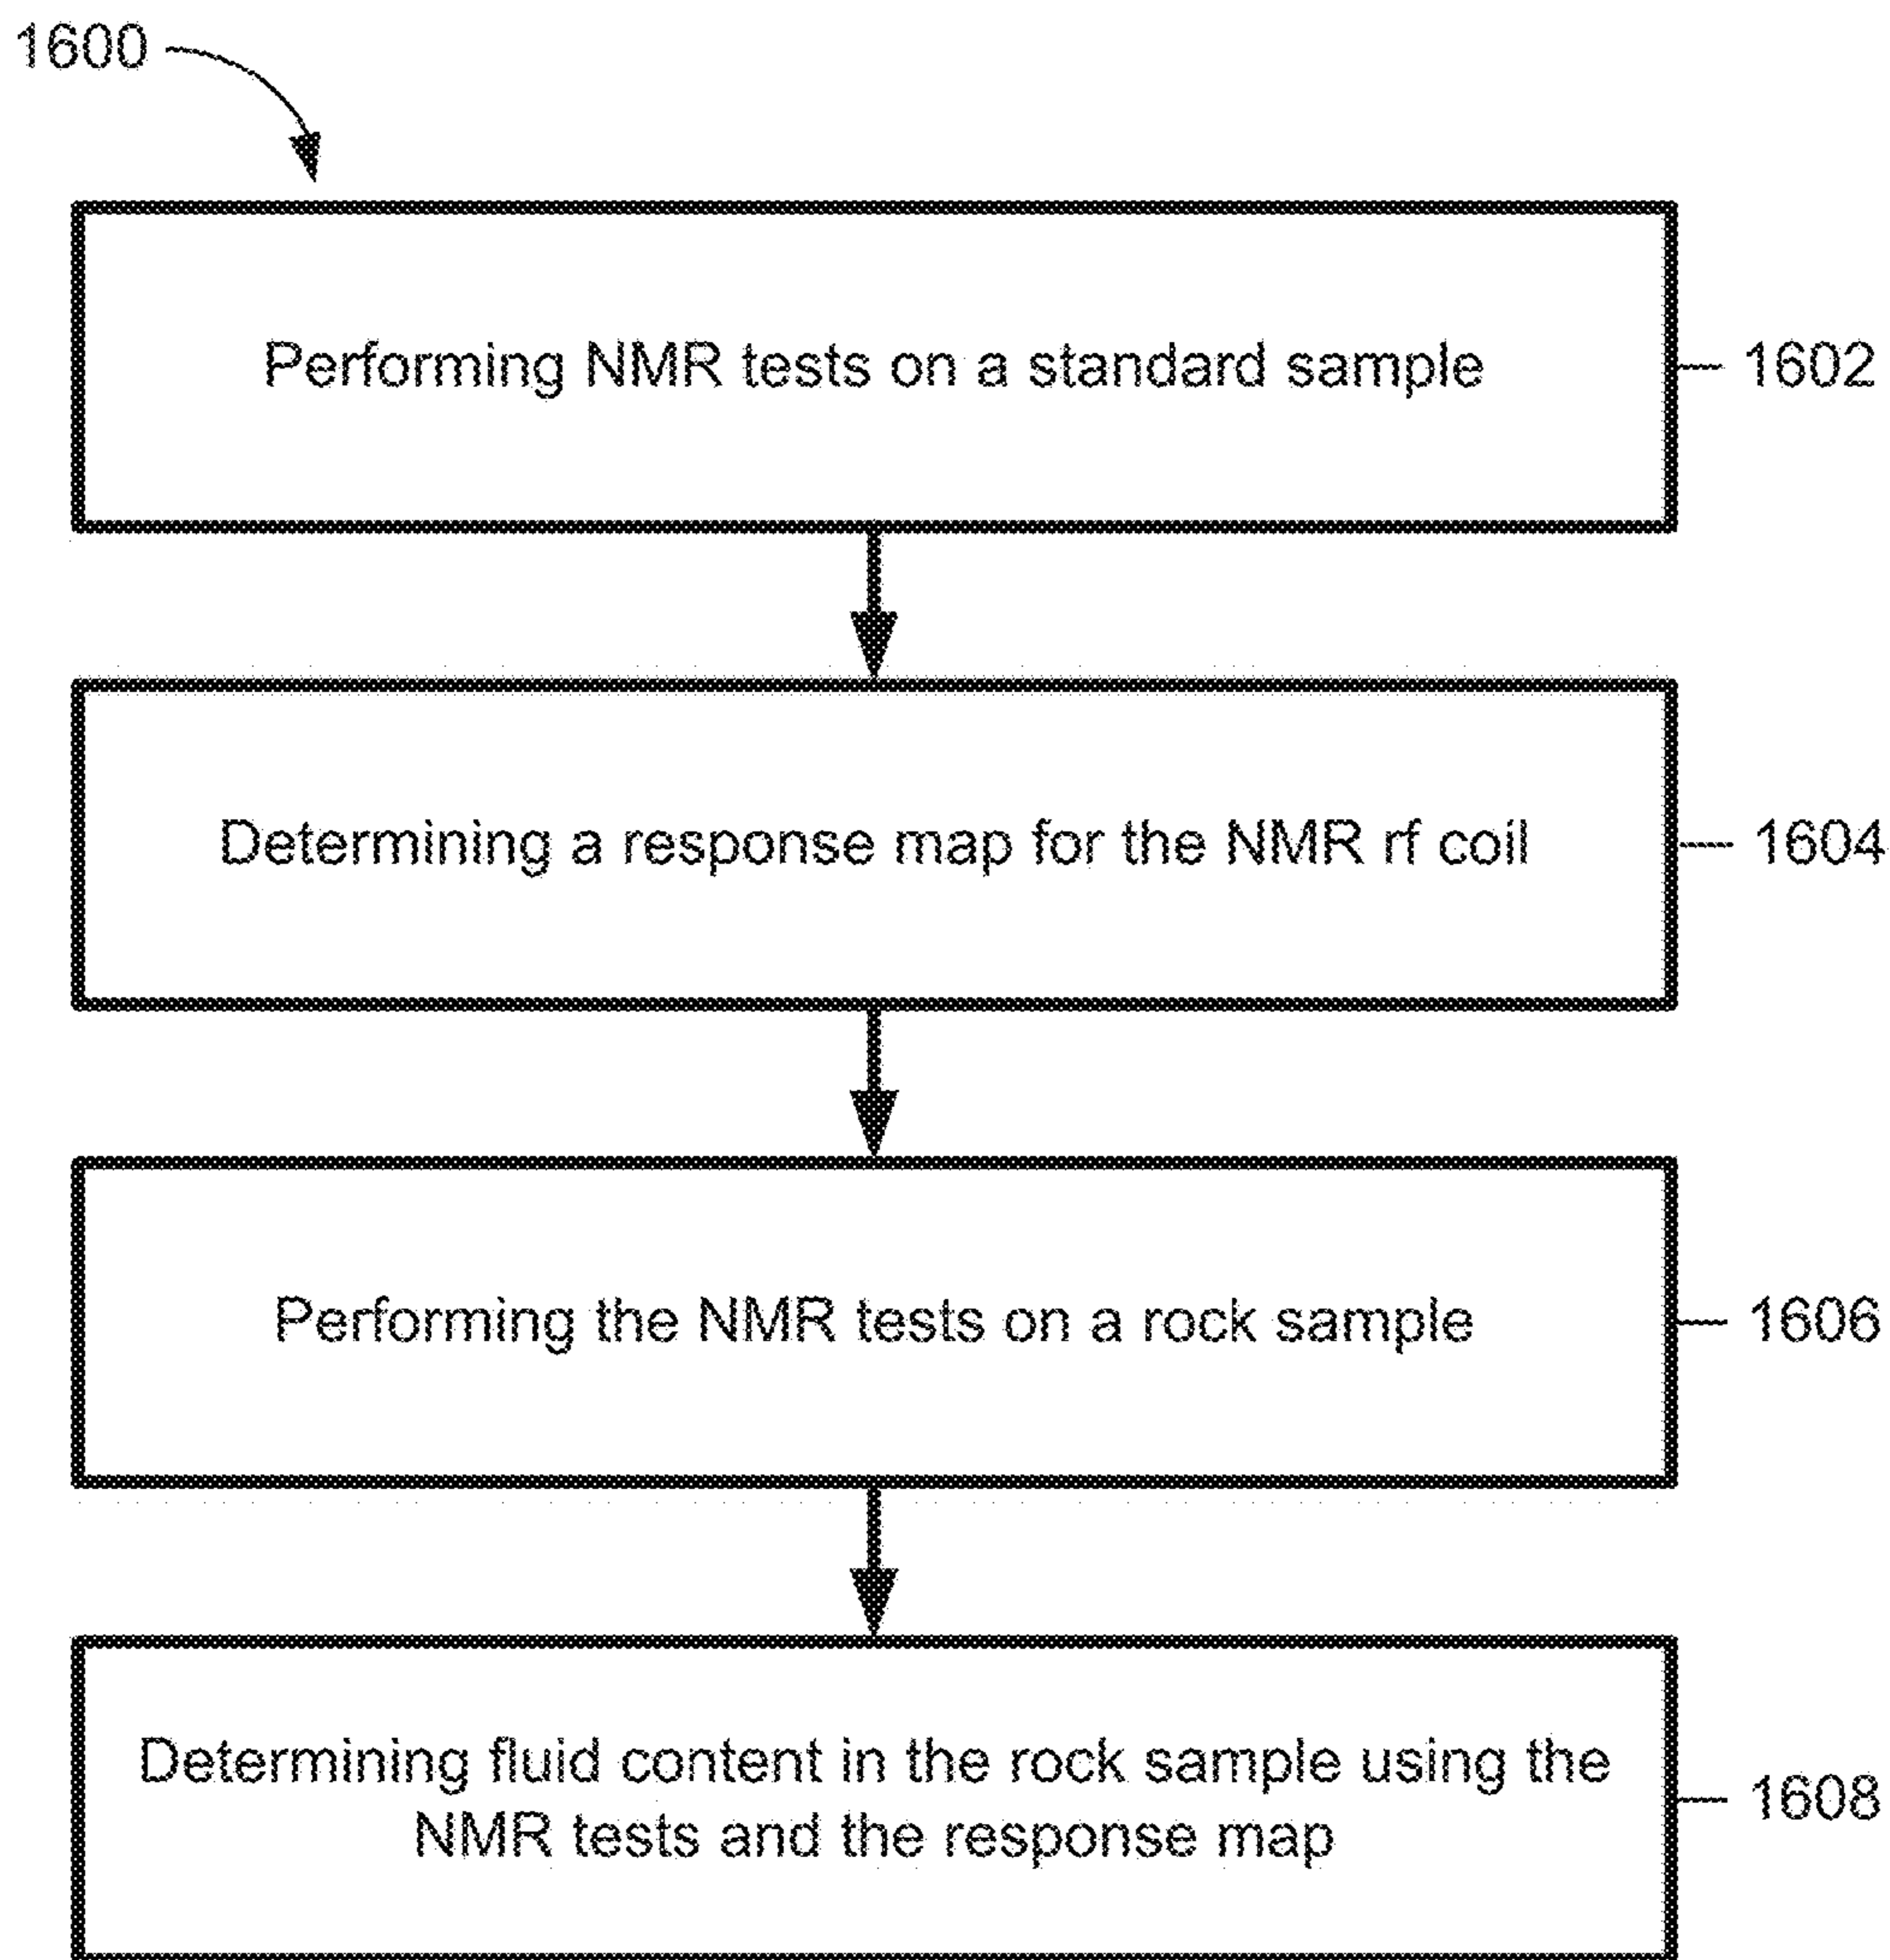 1600
Performing NMR tests on a standard sample
1602
Determining a response map for the NMR rf coil
1604
Performing the NMR tests on a rock sample
1606
Determining fluid content in the rock sample using the
NMR tests and the response map
1608